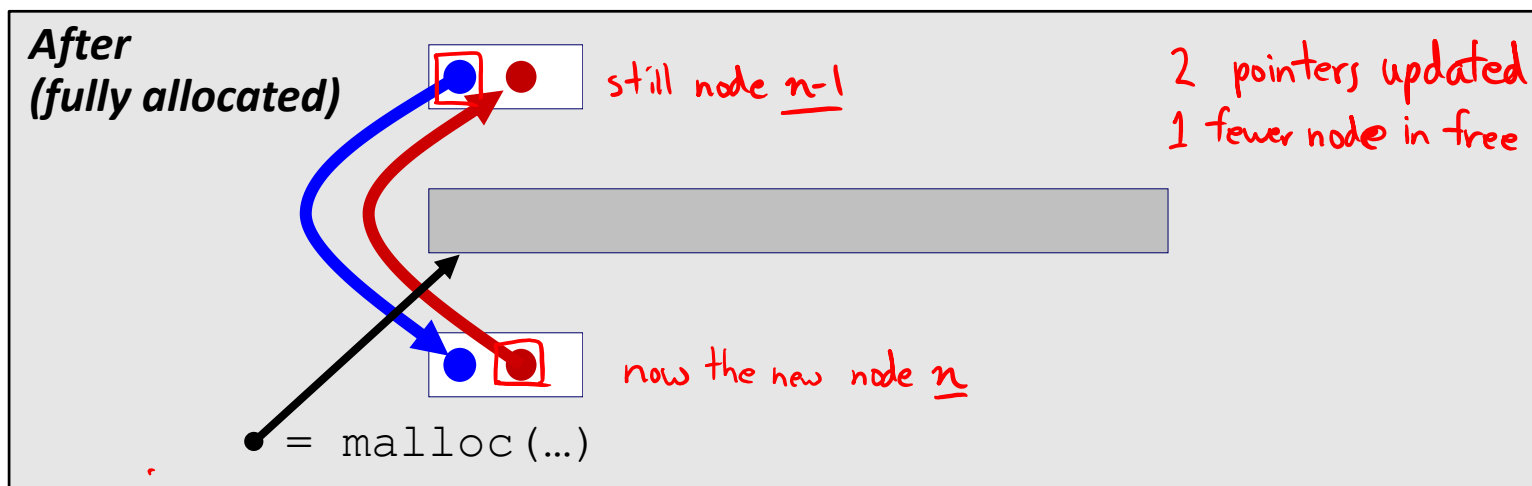 After
(fully allocated)
still node n-1
2 pointers updated
1 fewer node in free
now the new node n
= malloc(…)